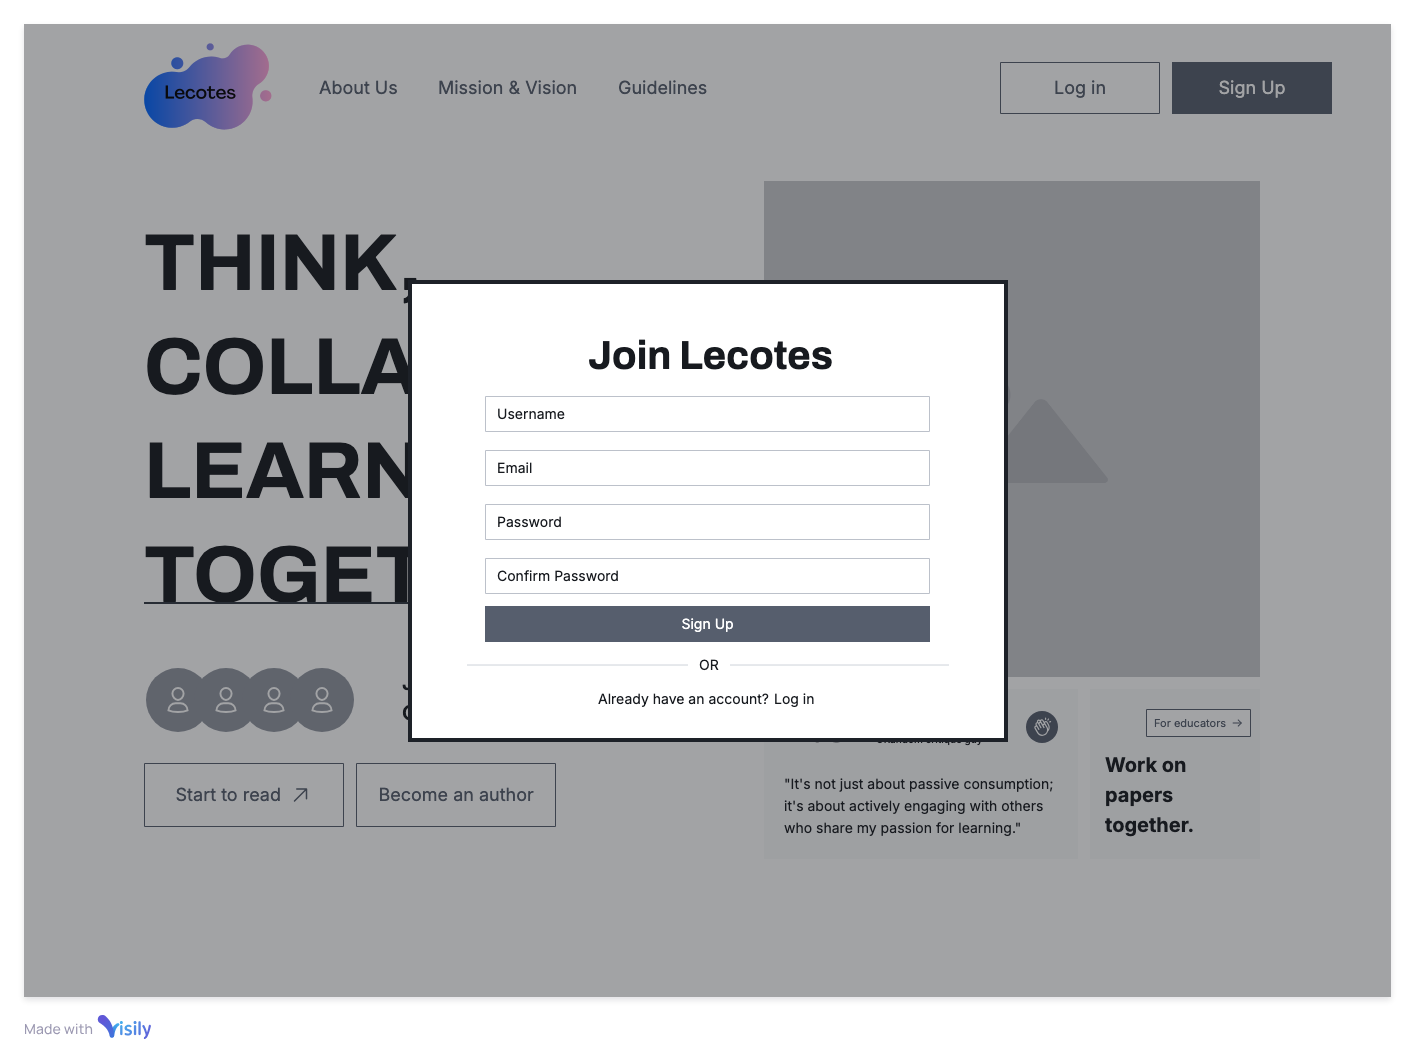 Lecotes
About Us
Mission & Vision
Guidelines
Log in
Sign Up
THINK,
COLLA
LEARN
TOGET
Join Lecotes
Username
Email
Password
Confirm Password
Sign Up
OR
Already have an account? Log in
Start to read
Become an author
"It's not just about passive consumption;
it's about actively engaging with others
who share my passion for learning."
For educators →
Work on
papers
together.
Made with Visily